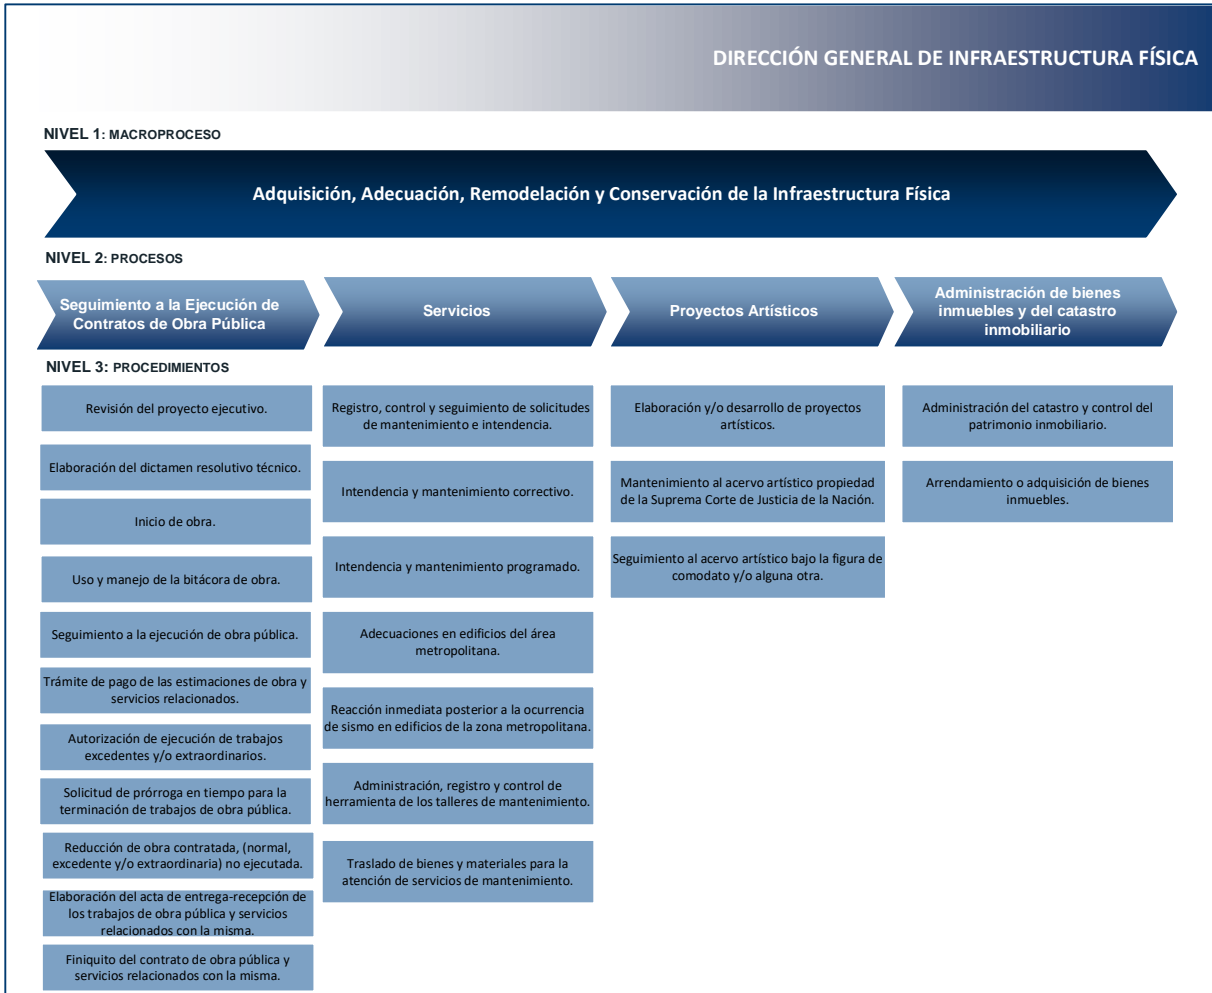 DIRECCIÓN GENERAL DE INFRAESTRUCTURA FÍSICA
NIVEL 1: MACROPROCESO
Adquisición, Adecuación, Remodelación y Conservación de la Infraestructura Física
NIVEL 2: PROCESOS
Seguimiento a la Ejecución de
Contratos de Obra Pública
Servicios
Proyectos Artísticos
Administración de bienes
inmuebles y del catastro
inmobiliario
NIVEL 3: PROCEDIMIENTOS
Revisión del proyecto ejecutivo.
Elaboración del dictamen resolutivo técnico.
Inicio de obra.
Uso y manejo de la bitácora de obra.
Seguimiento a la ejecución de obra pública.
Trámite de pago de las estimaciones de obra y
servicios relacionados.
Autorización de ejecución de trabajos
excedentes y/o extraordinarios.
Solicitud de prórroga en tiempo para la
terminación de trabajos de obra pública.
Reducción de obra contratada, (normal,
excedente y/o extraordinaria) no ejecutada.
Elaboración del acta de entrega-recepción de
los trabajos de obra pública y servicios
relacionados con la misma.
Finiquito del contrato de obra pública y
servicios relacionados con la misma.
Registro, control y seguimiento de solicitudes
de mantenimiento e intendencia.
Intendencia y mantenimiento correctivo.
Intendencia y mantenimiento programado.
Adecuaciones en edificios del área
metropolitana.
Reacción inmediata posterior a la ocurrencia
de sismo en edificios de la zona metropolitana.
Administración, registro y control de
herramienta de los talleres de mantenimiento.
Traslado de bienes y materiales para la
atención de servicios de mantenimiento.
Elaboración y/o desarrollo de proyectos
artísticos.
Mantenimiento al acervo artístico propiedad
de la Suprema Corte de Justicia de la Nación.
Seguimiento al acervo artístico bajo la figura de
comodato y/o alguna otra.
Administración del catastro y control del
patrimonio inmobiliario.
Arrendamiento o adquisición de bienes
inmuebles.